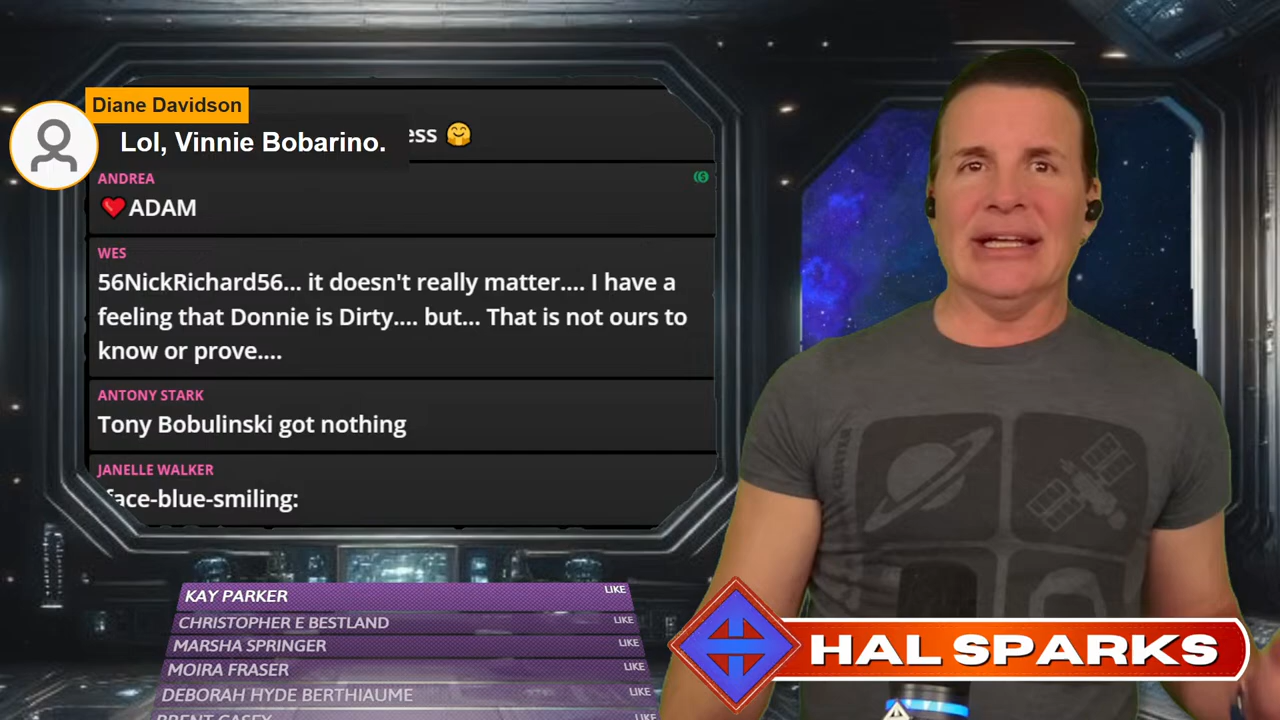 Diane Davidson
Lol, Vinnie Bobarino.
ess 🤗
ANDREA
❤️ADAM
WES
56NickRichard56... it doesn't really matter.... I have a
feeling that Donnie is Dirty.... but... That is not ours to
know or prove....
ANTONY STARK
Tony Bobulinski got nothing
JANELLE WALKER
face-blue-smiling:
KAY PARKER LIKE
CHRISTOPHER E BESTLAND LIKE
MARSHA SPRINGER LIKE
MOIRA FRASER LIKE
DEBORAH HYDE BERTHIAUME LIKE
BRENT CASEY LIKE
HAL SPARKS